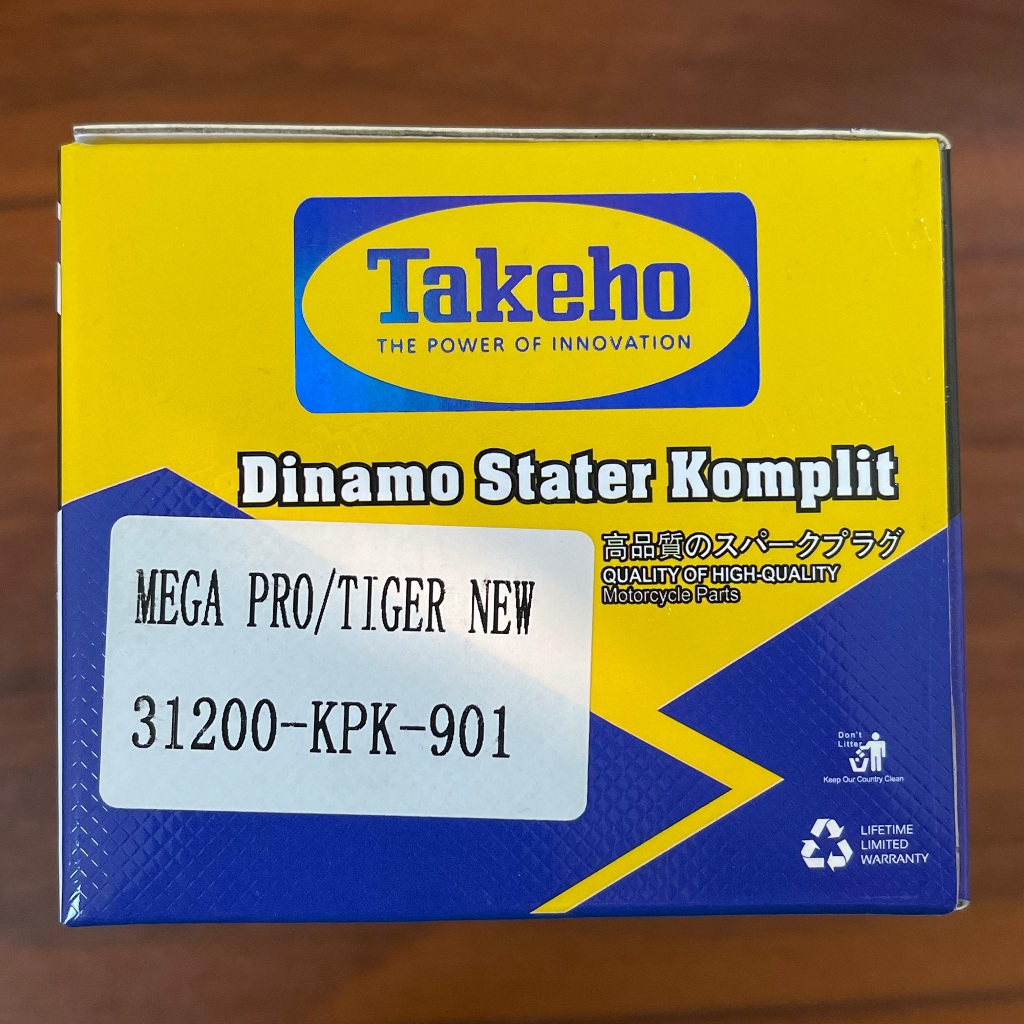 Takeho
THE POWER OF INNOVATION
Dinamo Stater Komplit
高品質のスパークプラグ
QUALITY OF HIGH-QUALITY
Motorcycle Parts
MEGA PRO/TIGER NEW
31200-KPK-901
Don't
Litter
Keep Our Country Clean
LIFETIME
LIMITED
WARRANTY